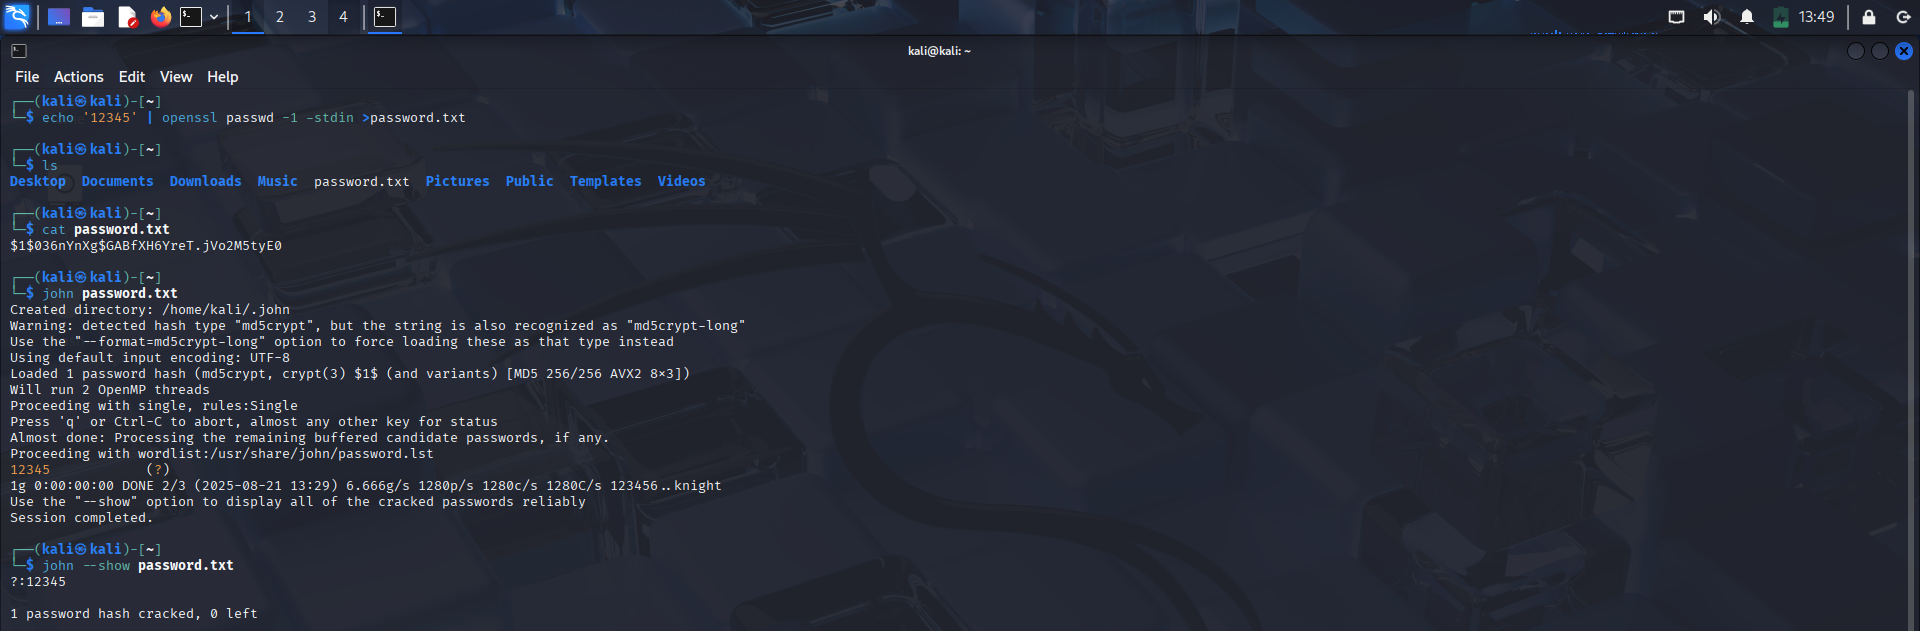 1 2 3 4 13:49
kali@kali: ~
File Actions Edit View Help
┌──(kali㉿kali)-[~]
└─$ echo '12345' | openssl passwd -1 -stdin >password.txt
┌──(kali㉿kali)-[~]
└─$ ls
Desktop Documents Downloads Music password.txt Pictures Public Templates Videos
┌──(kali㉿kali)-[~]
└─$ cat password.txt
$1$036nYnXg$GABfXH6YreT.jVo2M5tyE0
┌──(kali㉿kali)-[~]
└─$ john password.txt
Created directory: /home/kali/.john
Warning: detected hash type "md5crypt", but the string is also recognized as "md5crypt-long"
Use the "--format=md5crypt-long" option to force loading these as that type instead
Using default input encoding: UTF-8
Loaded 1 password hash (md5crypt, crypt(3) $1$ (and variants) [MD5 256/256 AVX2 8x3])
Will run 2 OpenMP threads
Proceeding with single, rules:Single
Press 'q' or Ctrl-C to abort, almost any other key for status
Almost done: Processing the remaining buffered candidate passwords, if any.
Proceeding with wordlist:/usr/share/john/password.lst
12345 (?)
1g 0:00:00:00 DONE 2/3 (2025-08-21 13:29) 6.666g/s 1280p/s 1280c/s 1280C/s 123456..knight
Use the "--show" option to display all of the cracked passwords reliably
Session completed.
┌──(kali㉿kali)-[~]
└─$ john --show password.txt
?:12345
1 password hash cracked, 0 left